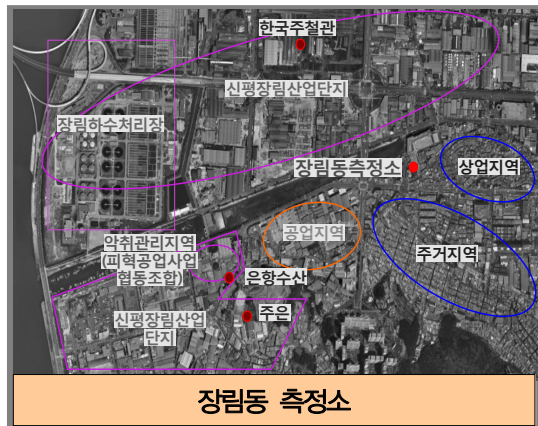 한국주철관
신평장림산업단지
장림하수처리장
장림동측정소
상업지역
공업지역
주거지역
악취관리지역
(피혁공업사업
협동조합)
은항수산
주은
신평장림산업
단지
장림동 측정소